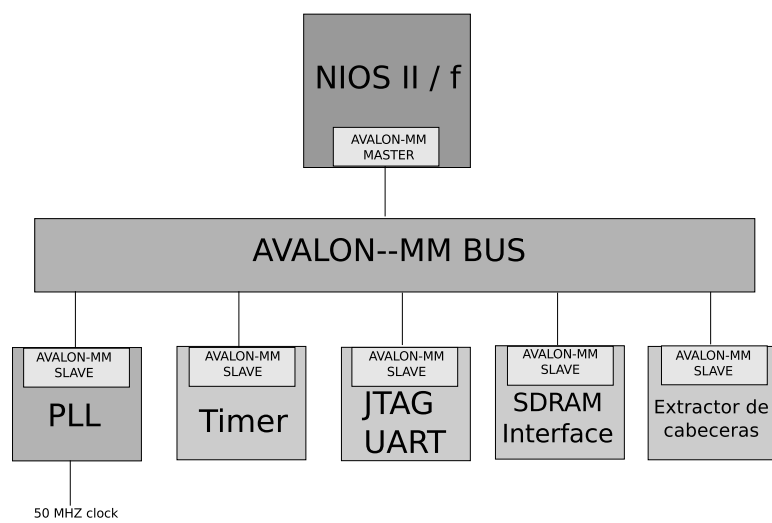 NIOS II / f
AVALON-MM
MASTER
AVALON--MM BUS
AVALON-MM
SLAVE
PLL
50 MHZ clock
AVALON-MM
SLAVE
Timer
AVALON-MM
SLAVE
JTAG
UART
AVALON-MM
SLAVE
SDRAM
Interface
AVALON-MM
SLAVE
Extractor de
cabeceras